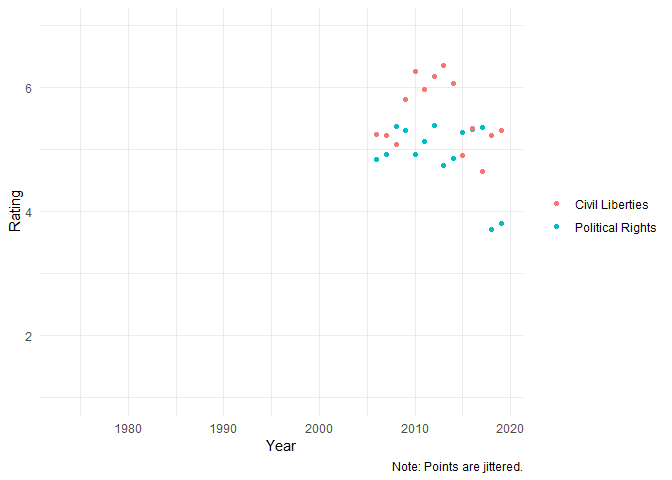 6
4
2
Rating
1980
1990
2000
2010
2020
Year
Civil Liberties
Political Rights
Note: Points are jittered.